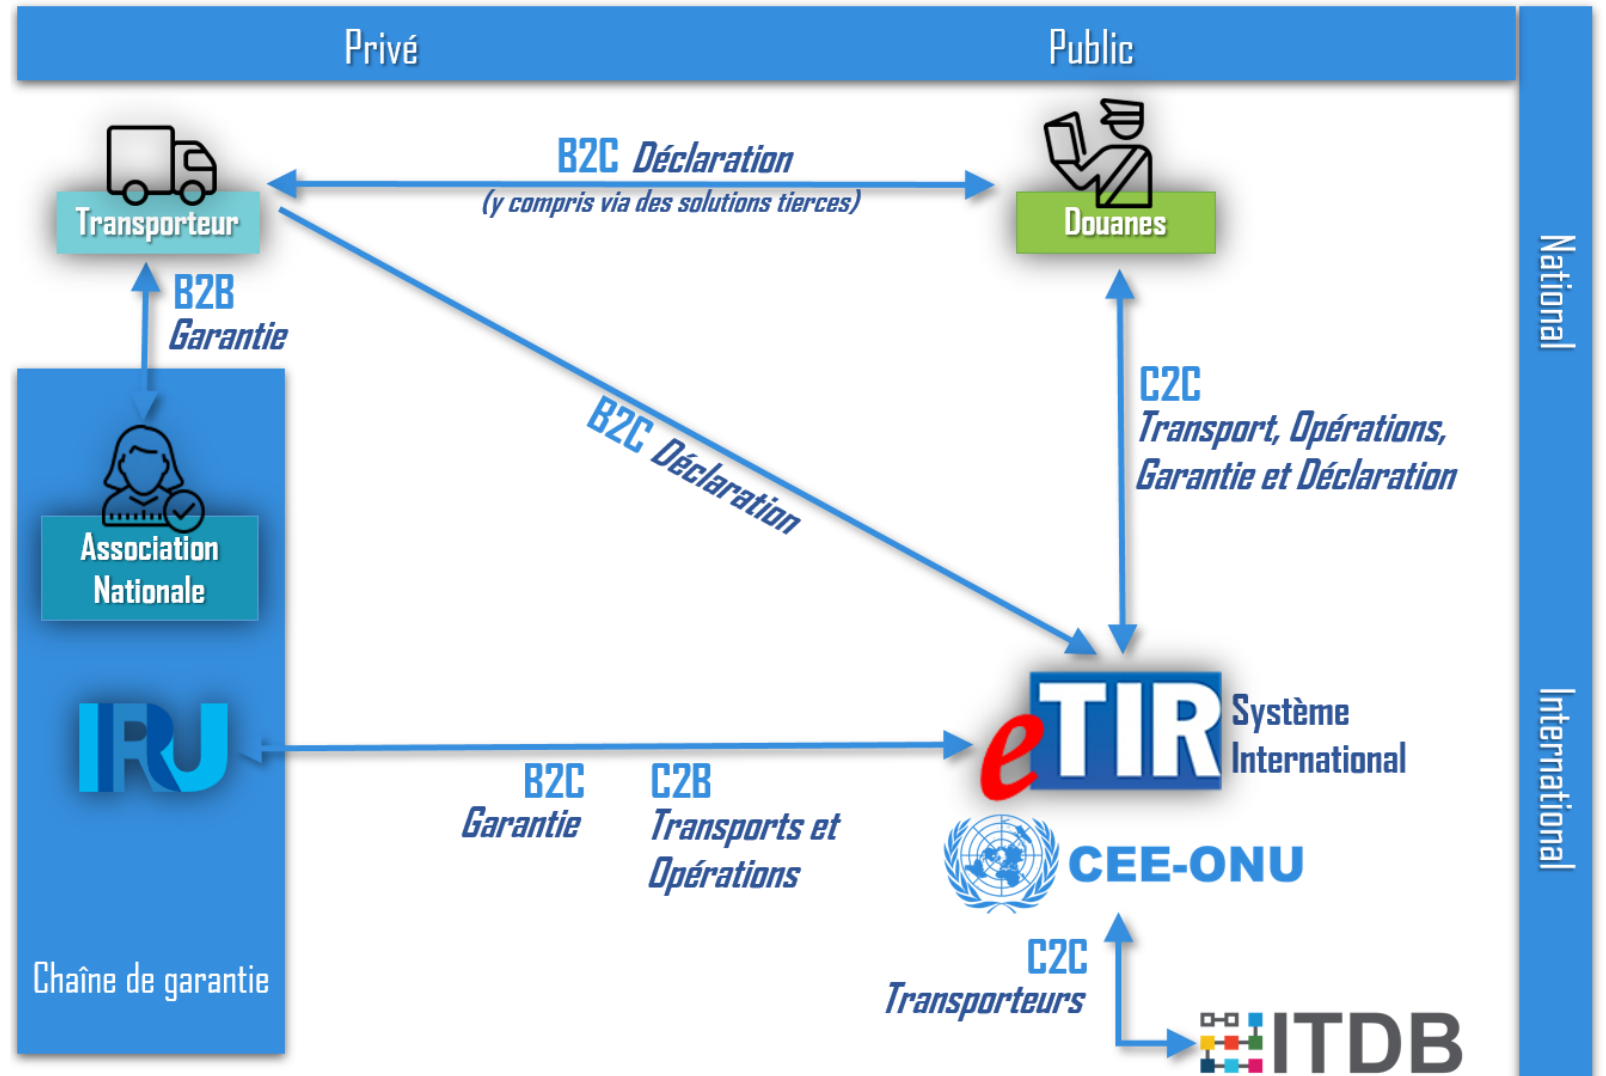 Privé
Public
B2C Déclaration
(y compris via des solutions tierces)
Transporteur
Douanes
National
B2B
Garantie
C2C
Transport, Opérations,
Garantie et Déclaration
B2C Déclaration
Association
Nationale
IRU
eTIR
Système
International
International
B2C
Garantie
C2B
Transports et
Opérations
CEE-ONU
C2C
Transporteurs
Chaîne de garantie
ITDB